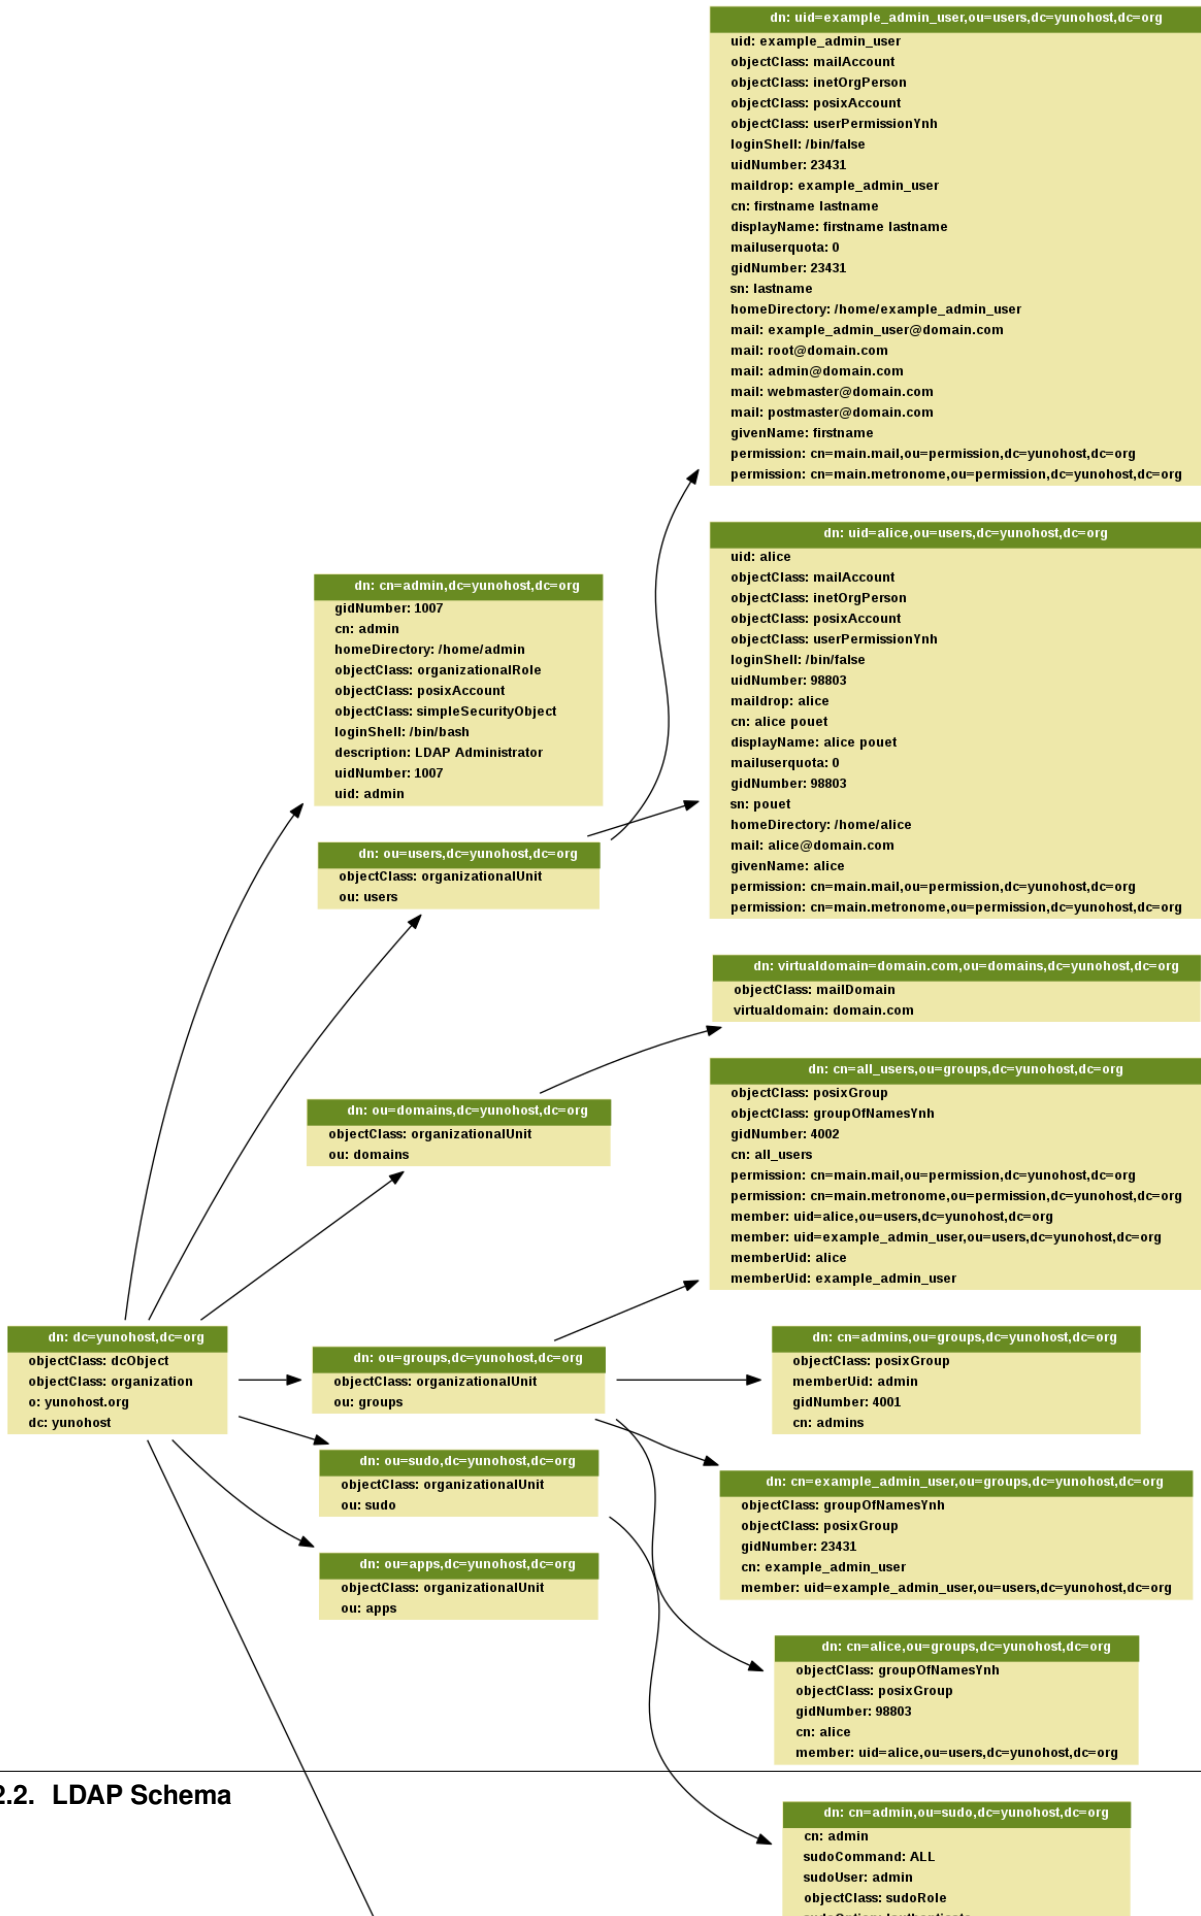 dn: uid=example_admin_user,ou=users,dc=yunohost,dc=org
uid: example_admin_user
objectClass: mailAccount
objectClass: inetOrgPerson
objectClass: posixAccount
objectClass: userPermissionYnh
loginShell: /bin/false
uidNumber: 23431
maildrop: example_admin_user
cn: firstname lastname
displayName: firstname lastname
mailuserquota: 0
gidNumber: 23431
sn: lastname
homeDirectory: /home/example_admin_user
mail: example_admin_user@domain.com
mail: root@domain.com
mail: admin@domain.com
mail: webmaster@domain.com
mail: postmaster@domain.com
givenName: firstname
permission: cn=main.mail,ou=permission,dc=yunohost,dc=org
permission: cn=main.metronome,ou=permission,dc=yunohost,dc=org
dn: uid=alice,ou=users,dc=yunohost,dc=org
uid: alice
objectClass: mailAccount
objectClass: inetOrgPerson
objectClass: posixAccount
objectClass: userPermissionYnh
loginShell: /bin/false
uidNumber: 98803
maildrop: alice
cn: alice pouet
displayName: alice pouet
mailuserquota: 0
gidNumber: 98803
sn: pouet
homeDirectory: /home/alice
mail: alice@domain.com
givenName: alice
permission: cn=main.mail,ou=permission,dc=yunohost,dc=org
permission: cn=main.metronome,ou=permission,dc=yunohost,dc=org
dn: cn=admin,dc=yunohost,dc=org
gidNumber: 1007
cn: admin
homeDirectory: /home/admin
objectClass: organizationalRole
objectClass: posixAccount
objectClass: simpleSecurityObject
loginShell: /bin/bash
description: LDAP Administrator
uidNumber: 1007
uid: admin
dn: ou=users,dc=yunohost,dc=org
objectClass: organizationalUnit
ou: users
dn: virtualdomain=domain.com,ou=domains,dc=yunohost,dc=org
objectClass: mailDomain
virtualdomain: domain.com
dn: ou=domains,dc=yunohost,dc=org
objectClass: organizationalUnit
ou: domains
dn: cn=all_users,ou=groups,dc=yunohost,dc=org
objectClass: posixGroup
objectClass: groupOfNamesYnh
gidNumber: 4002
cn: all_users
permission: cn=main.mail,ou=permission,dc=yunohost,dc=org
permission: cn=main.metronome,ou=permission,dc=yunohost,dc=org
member: uid=alice,ou=users,dc=yunohost,dc=org
member: uid=example_admin_user,ou=users,dc=yunohost,dc=org
memberUid: alice
memberUid: example_admin_user
dn: dc=yunohost,dc=org
objectClass: dcObject
objectClass: organization
o: yunohost.org
dc: yunohost
dn: ou=groups,dc=yunohost,dc=org
objectClass: organizationalUnit
ou: groups
dn: cn=admins,ou=groups,dc=yunohost,dc=org
objectClass: posixGroup
memberUid: admin
gidNumber: 4001
cn: admins
dn: ou=sudo,dc=yunohost,dc=org
objectClass: organizationalUnit
ou: sudo
dn: cn=example_admin_user,ou=groups,dc=yunohost,dc=org
objectClass: groupOfNamesYnh
objectClass: posixGroup
gidNumber: 23431
cn: example_admin_user
member: uid=example_admin_user,ou=users,dc=yunohost,dc=org
dn: ou=apps,dc=yunohost,dc=org
objectClass: organizationalUnit
ou: apps
dn: cn=alice,ou=groups,dc=yunohost,dc=org
objectClass: groupOfNamesYnh
objectClass: posixGroup
gidNumber: 98803
cn: alice
member: uid=alice,ou=users,dc=yunohost,dc=org
2.2. LDAP Schema
dn: cn=admin,ou=sudo,dc=yunohost,dc=org
cn: admin
sudoCommand: ALL
sudoUser: admin
objectClass: sudoRole